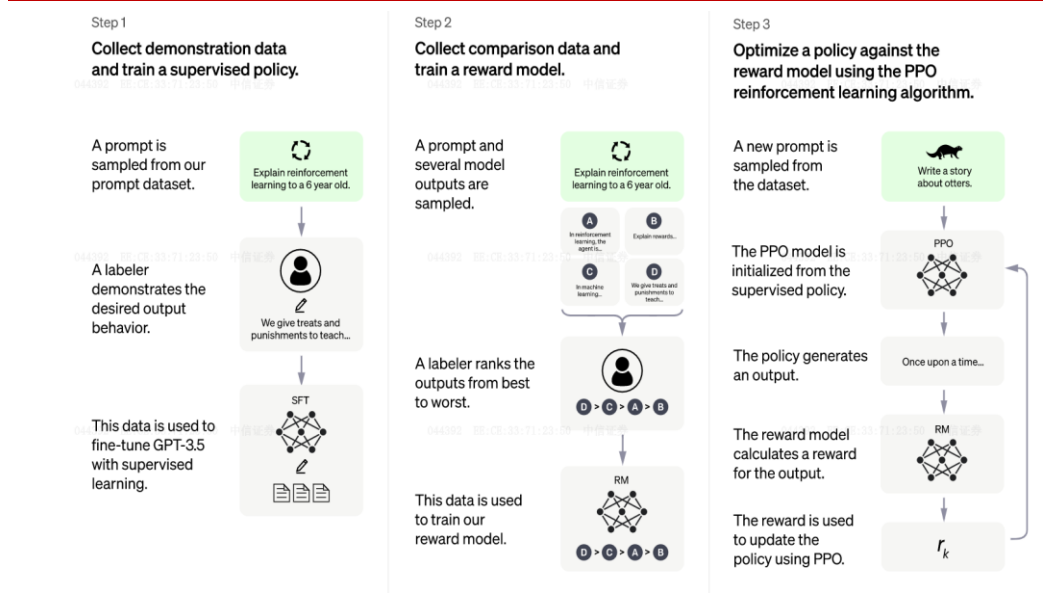 Step 1
Collect demonstration data
and train a supervised policy.
A prompt is
sampled from our
prompt dataset.
Explain reinforcement
learning to a 6 year old.
A labeler
demonstrates the
desired output
behavior.
We give treats and
punishments to teach...
This data is used to
fine-tune GPT-3.5
with supervised
learning.
SFT
Step 2
Collect comparison data and
train a reward model.
A prompt and
several model
outputs are
sampled.
Explain reinforcement
learning to a 6 year old.
A
In reinforcement
learning, the
agent is...
B
Explain rewards...
C
In machine
learning...
D
We give treats and
punishments to
teach...
A labeler ranks the
outputs from best
to worst.
D > C > A > B
This data is used
to train our
reward model.
RM
D > C > A > B
Step 3
Optimize a policy against the
reward model using the PPO
reinforcement learning algorithm.
A new prompt is
sampled from
the dataset.
Write a story
about otters.
The PPO model is
initialized from the
supervised policy.
PPO
The policy generates
an output.
Once upon a time...
The reward model
calculates a reward
for the output.
RM
The reward is used
to update the
policy using PPO.
rₖ